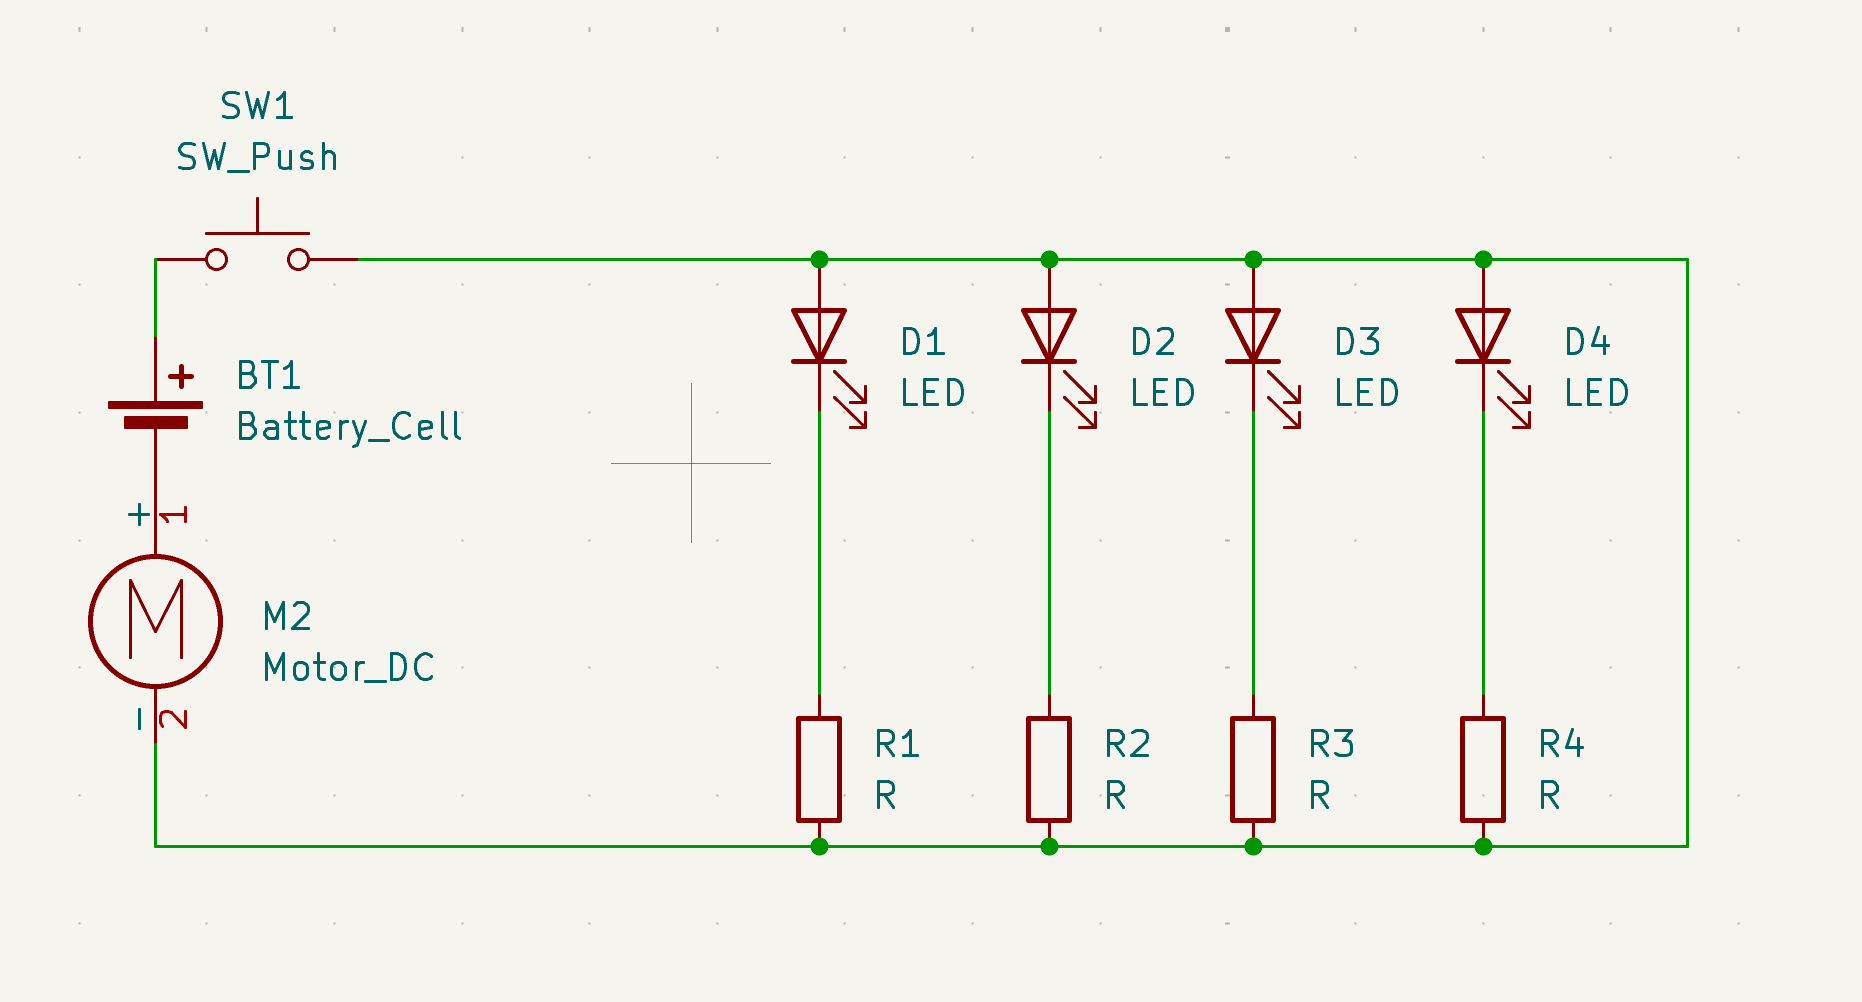 SW1
SW_Push
+
BT1
Battery_Cell
D1
LED
D2
LED
D3
LED
D4
LED
+
1
M
M2
Motor_DC
-
2
R1
R
R2
R
R3
R
R4
R